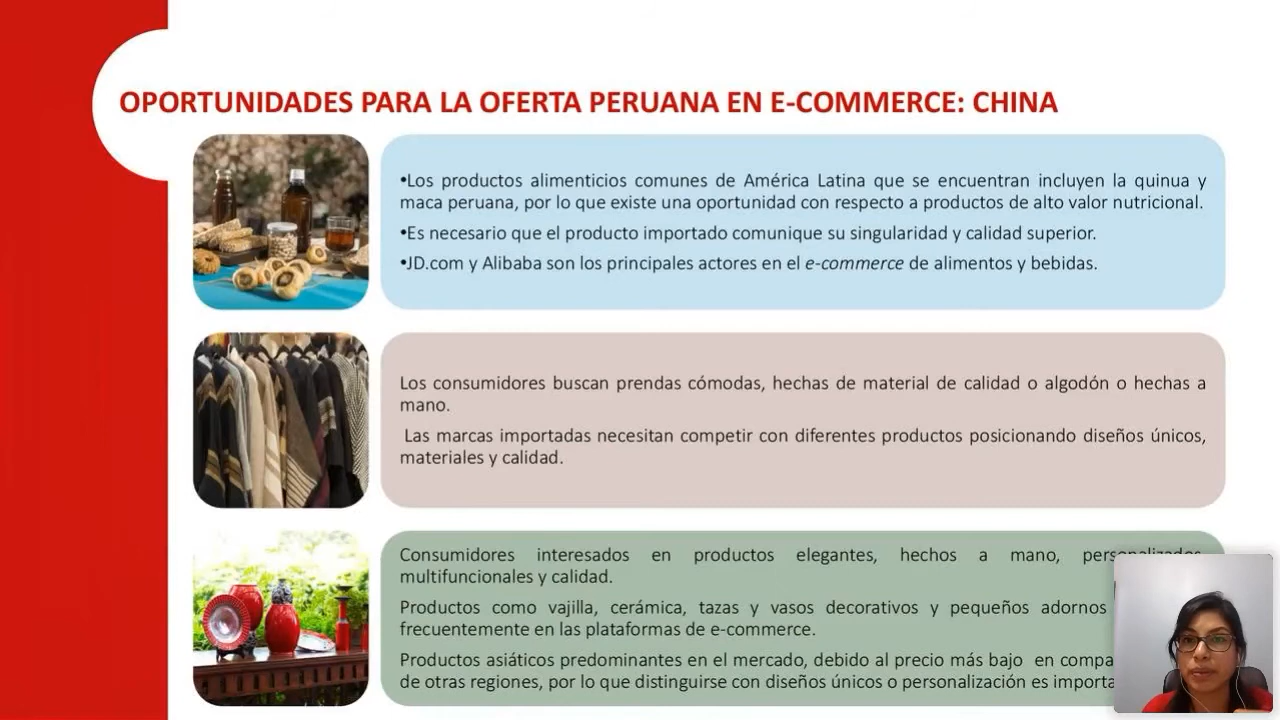 OPORTUNIDADES PARA LA OFERTA PERUANA EN E-COMMERCE: CHINA
•Los productos alimenticios comunes de América Latina que se encuentran incluyen la quinua y
maca peruana, por lo que existe una oportunidad con respecto a productos de alto valor nutricional.
•Es necesario que el producto importado comunique su singularidad y calidad superior.
•JD.com y Alibaba son los principales actores en el e-commerce de alimentos y bebidas.
Los consumidores buscan prendas cómodas, hechas de material de calidad o algodón o hechas a
mano.
Las marcas importadas necesitan competir con diferentes productos posicionando diseños únicos,
materiales y calidad.
Consumidores interesados en productos elegantes, hechos a mano, personalizados,
multifuncionales y calidad.
Productos como vajilla, cerámica, tazas y vasos decorativos y pequeños adornos
frecuentemente en las plataformas de e-commerce.
Productos asiáticos predominantes en el mercado, debido al precio más bajo en
de otras regiones, por lo que distinguirse con diseños únicos o personalización es